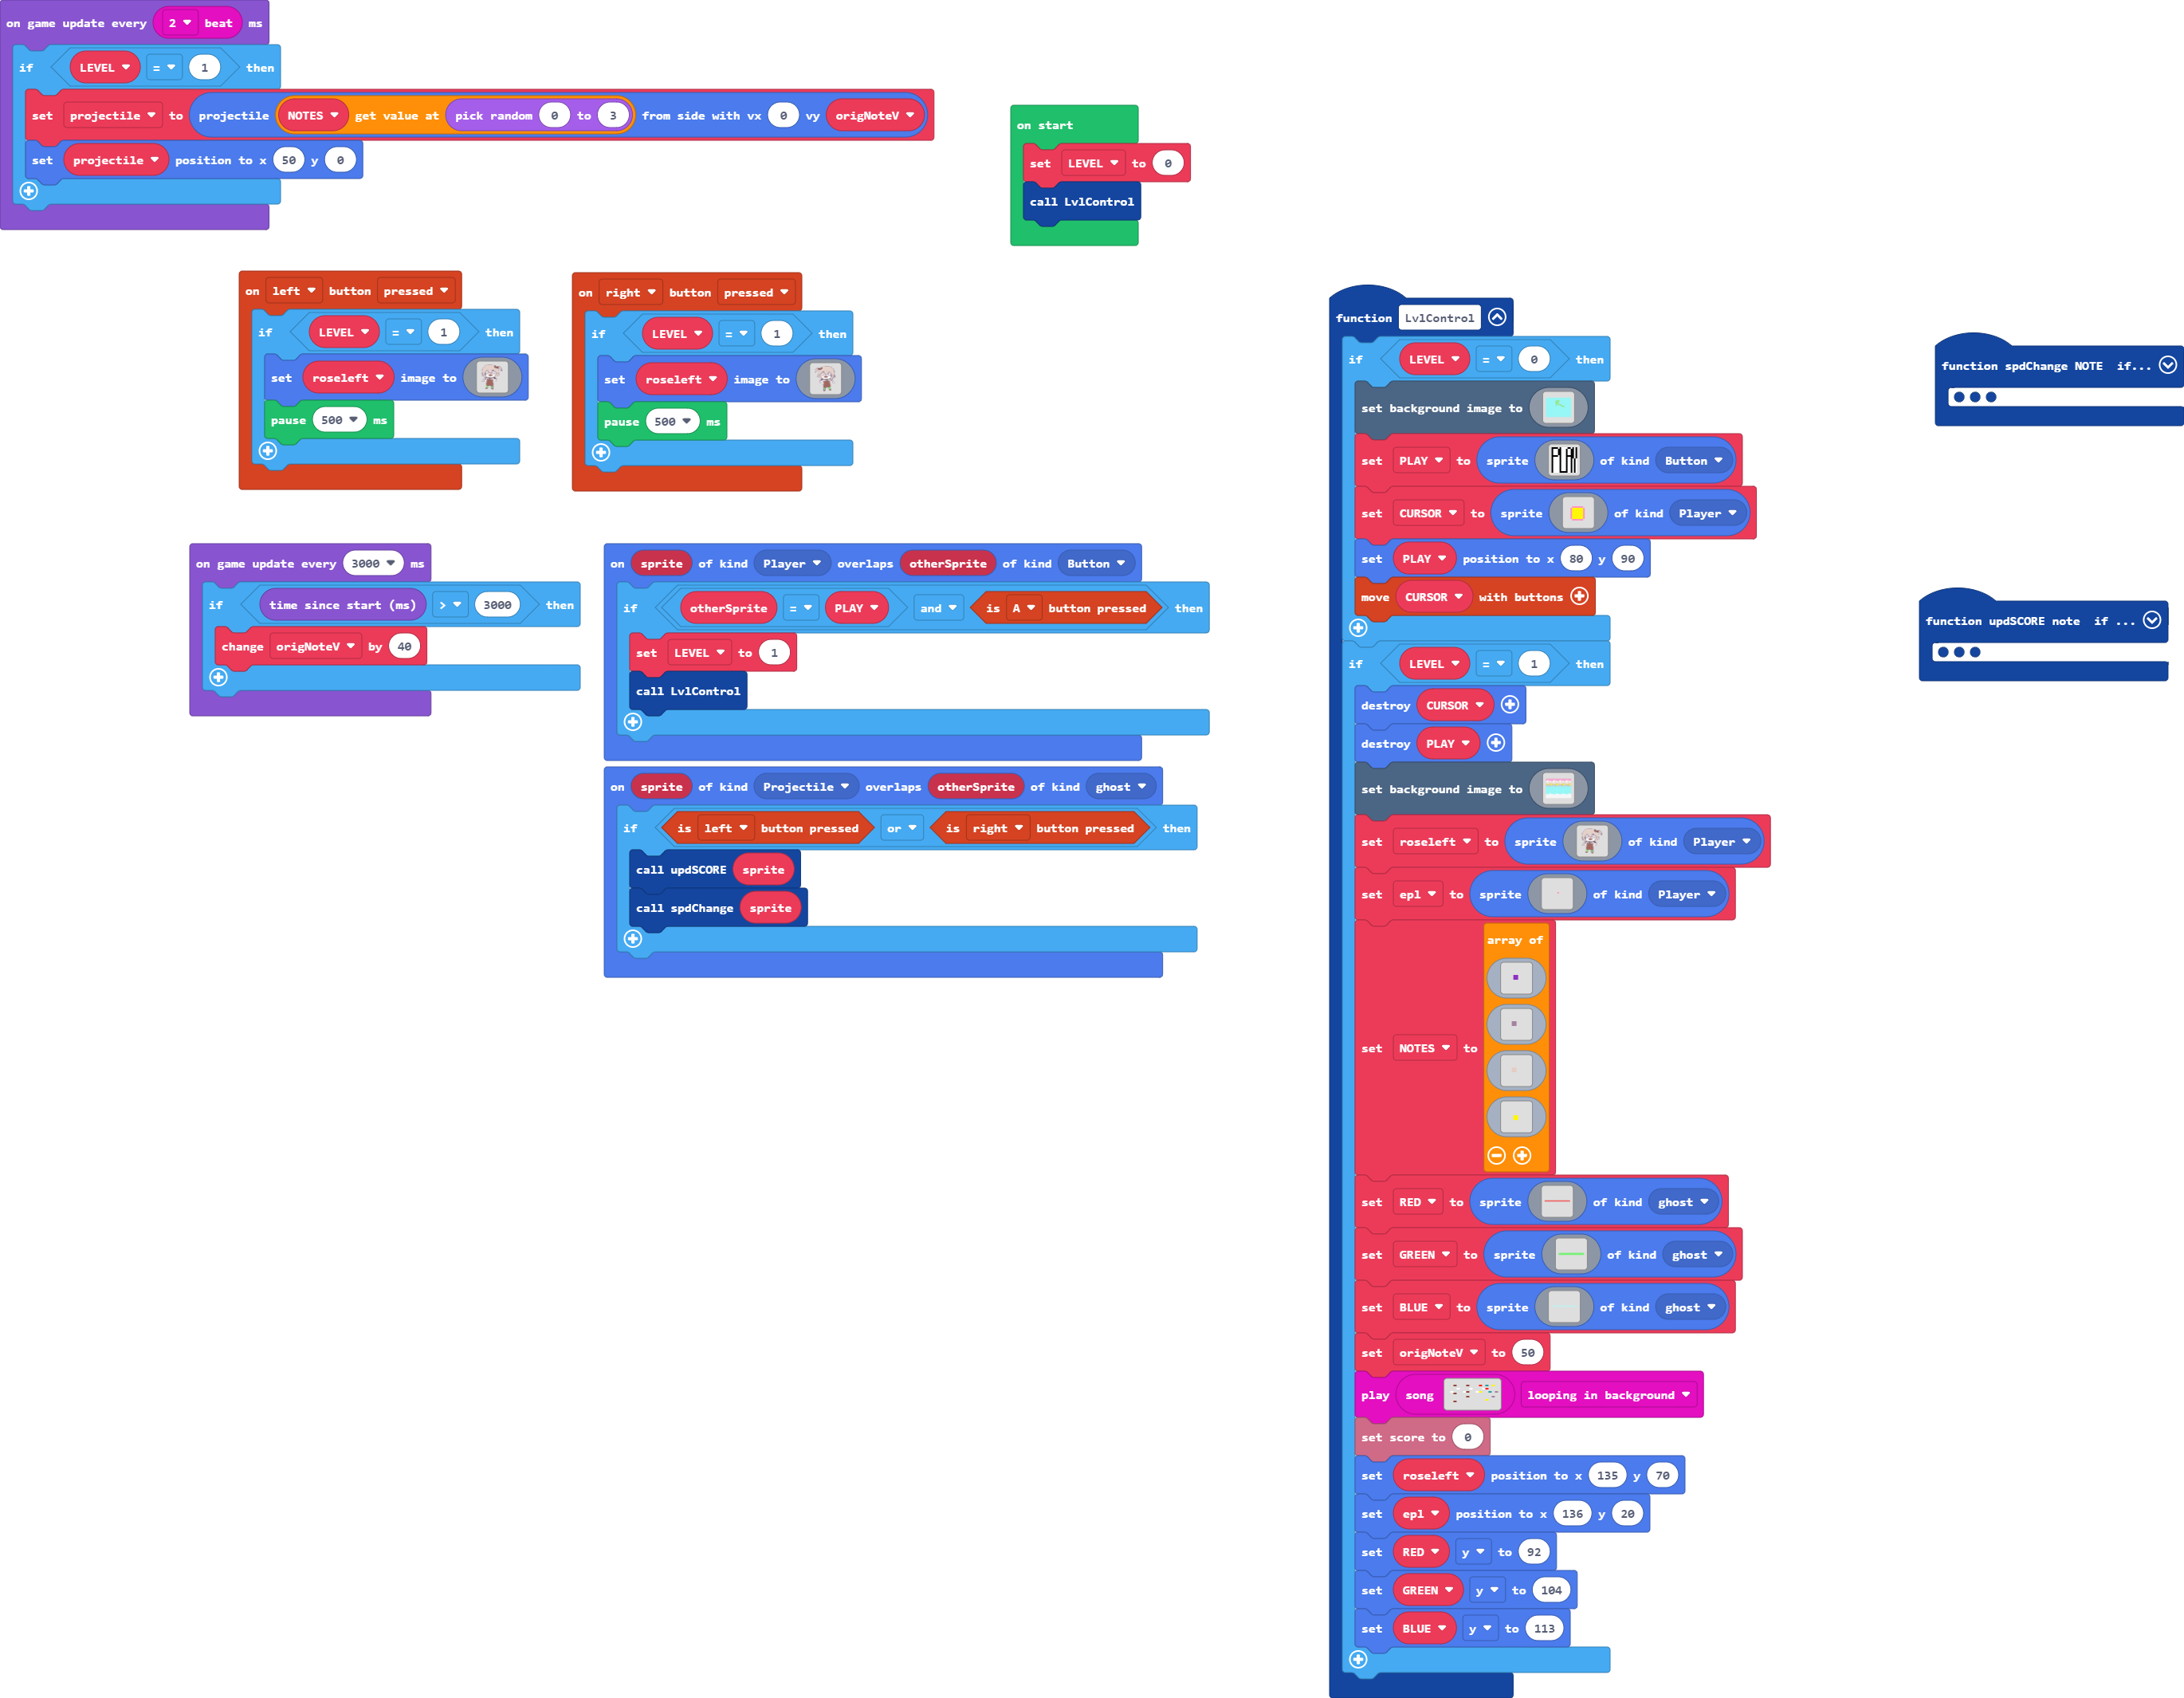 on game update every 2 beat ms
if LEVEL = 1 then
set projectile to projectile NOTES get value at pick random 0 to 3 from side with vx 0 vy origNoteV
set projectile position to x 50 y 0
on start
set LEVEL to 0
call LvlControl
on left button pressed
if LEVEL = 1 then
set roseleft image to
pause 500 ms
on right button pressed
if LEVEL = 1 then
set roseleft image to
pause 500 ms
on game update every 3000 ms
if time since start (ms) > 3000 then
change origNoteV by 40
on sprite of kind Player overlaps otherSprite of kind Button
if otherSprite = PLAY and is A button pressed then
set LEVEL to 1
call LvlControl
on sprite of kind Projectile overlaps otherSprite of kind ghost
if is left button pressed or is right button pressed then
call updSCORE sprite
call spdChange sprite
function LvlControl
if LEVEL = 0 then
set background image to
set PLAY to sprite PLAY of kind Button
set CURSOR to sprite of kind Player
set PLAY position to x 80 y 90
move CURSOR with buttons
if LEVEL = 1 then
destroy CURSOR
destroy PLAY
set background image to
set roseleft to sprite of kind Player
set epl to sprite of kind Player
set NOTES to array of
set RED to sprite of kind ghost
set GREEN to sprite of kind ghost
set BLUE to sprite of kind ghost
set origNoteV to 50
play song looping in background
set score to 0
set roseleft position to x 135 y 70
set epl position to x 136 y 20
set RED y to 92
set GREEN y to 104
set BLUE y to 113
function spdChange NOTE if...
function updSCORE note if ...